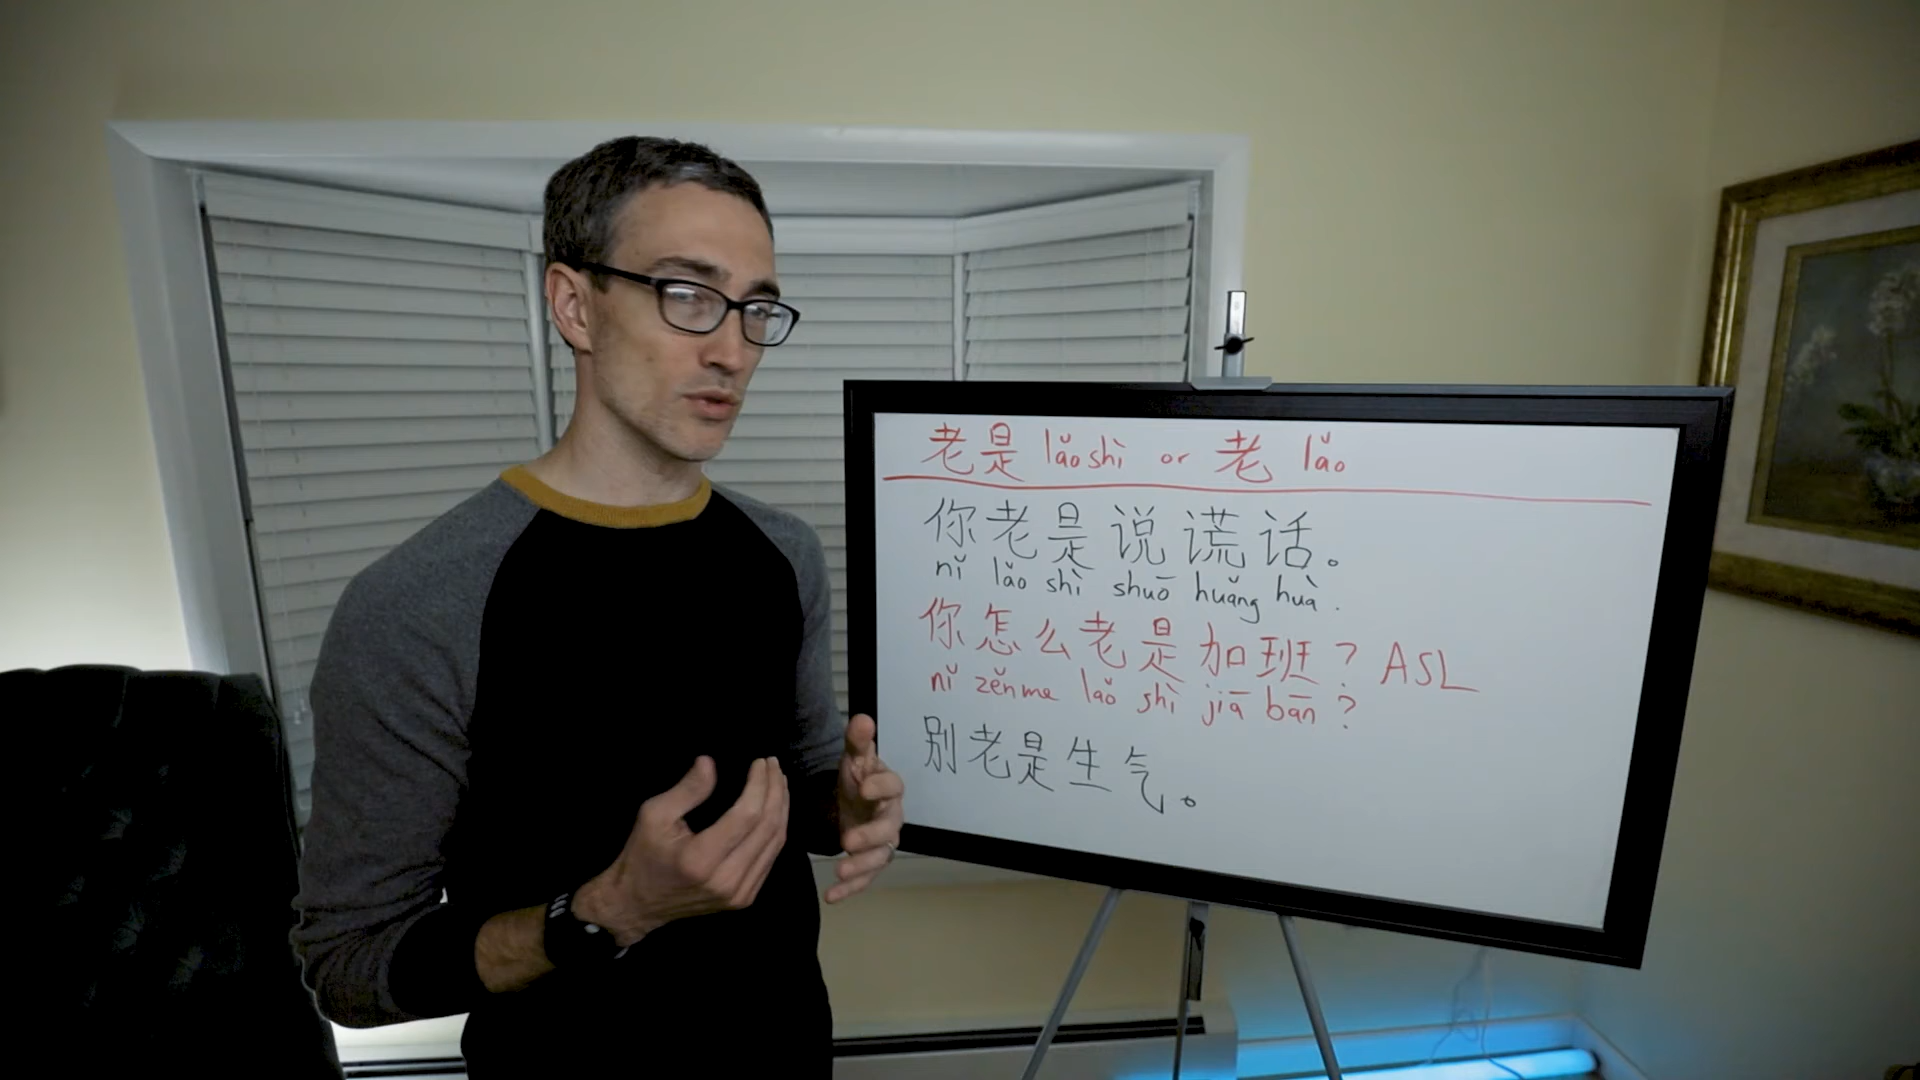 老是 lǎoshì or 老 lǎo
你老是说谎话。
nǐ lǎo shì shuō huǎng huà.
你怎么老是加班? ASL
nǐ zěnme lǎo shì jiā bān?
别老是生气。